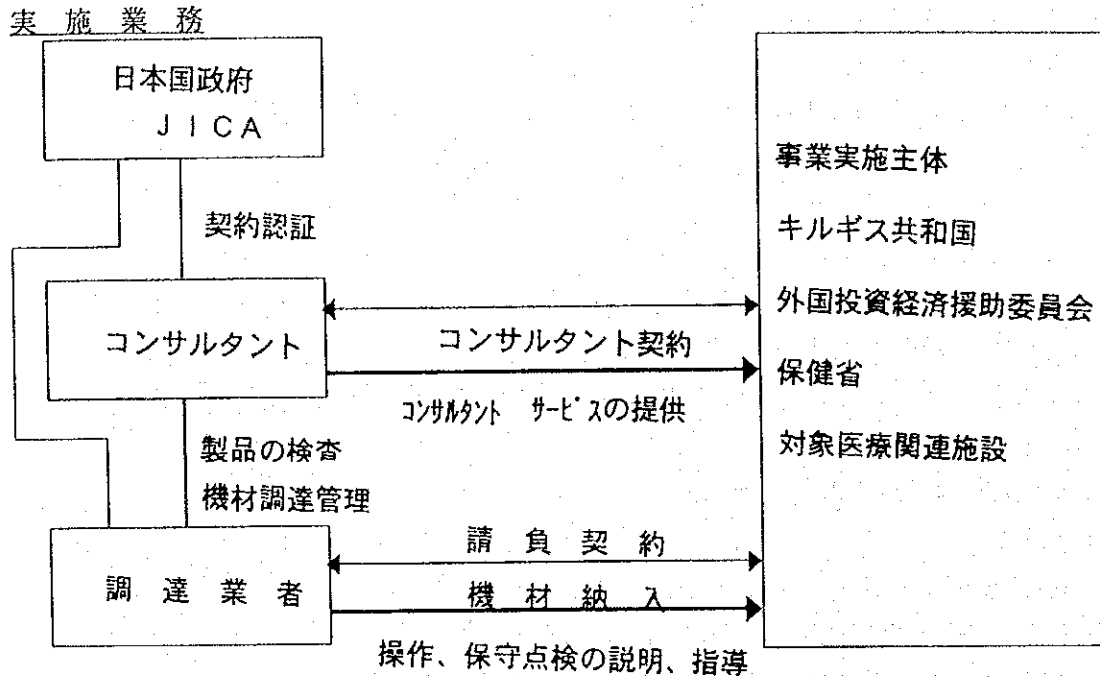 実施業務
日本国政府
JICA
契約認証
コンサルタント
コンサルタント契約
コンサルタント サービスの提供
製品の検査
機材調達管理
調達業者
請負契約
機材納入
操作、保守点検の説明、指導
事業実施主体
キルギス共和国
外国投資経済援助委員会
保健省
対象医療関連施設